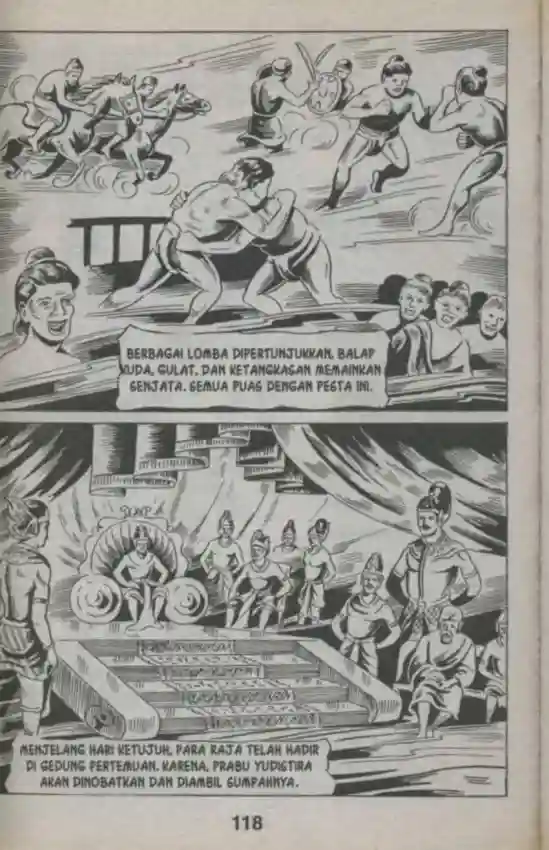 BERBAGAI LOMBA DIPERTUNJUKKAN, BALAP
KUDA, GULAT, DAN KETANGKASAN MEMAINKAN
SENJATA. SEMUA PUAS DENGAN PESTA INI.
MENJELANG HARI KETUJUH, PARA RAJA TELAH HADIR
DI GEDUNG PERTEMUAN. KARENA, PRABU YUDISTIRA
AKAN DINOBATKAN DAN DIAMBIL SUMPAHNYA.
118